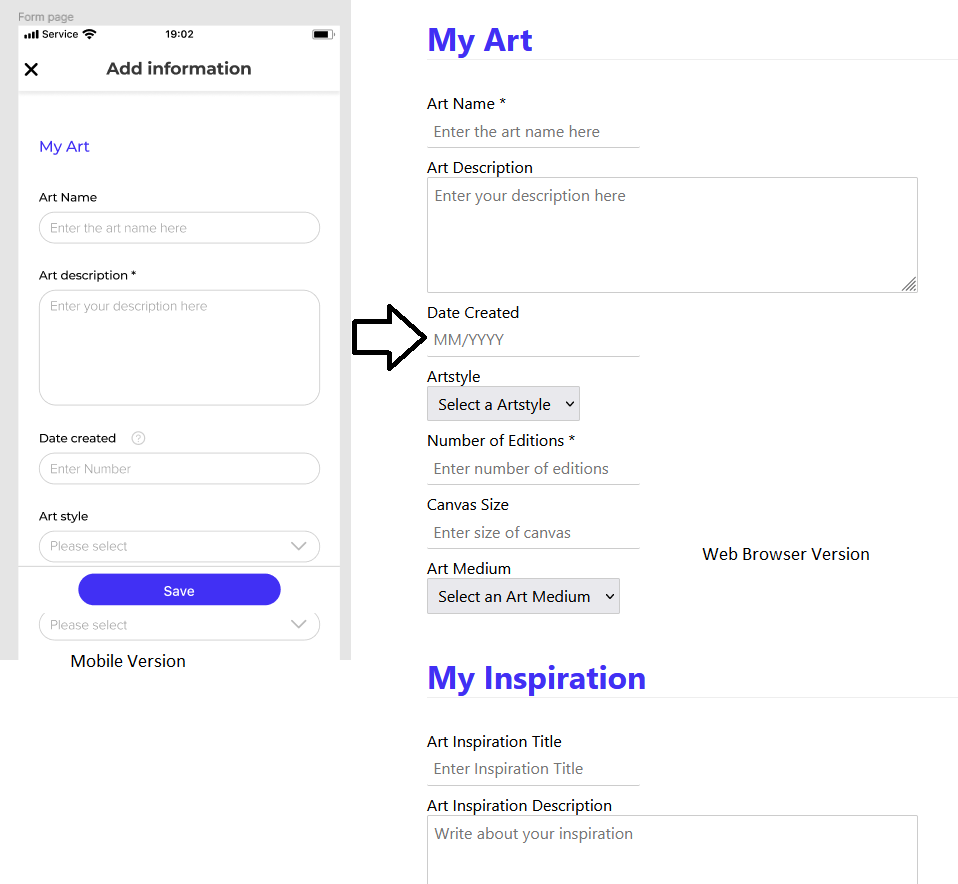 Form page
Service
19:02
Add information
My Art
Art Name
Enter the art name here
Art description *
Enter your description here
Date created ?
Enter Number
Art style
Please select
Save
Please select
Mobile Version
My Art
Art Name *
Enter the art name here
Art Description
Enter your description here
Date Created
MM/YYYY
Artstyle
Select a Artstyle
Number of Editions *
Enter number of editions
Canvas Size
Enter size of canvas
Web Browser Version
Art Medium
Select an Art Medium
My Inspiration
Art Inspiration Title
Enter Inspiration Title
Art Inspiration Description
Write about your inspiration